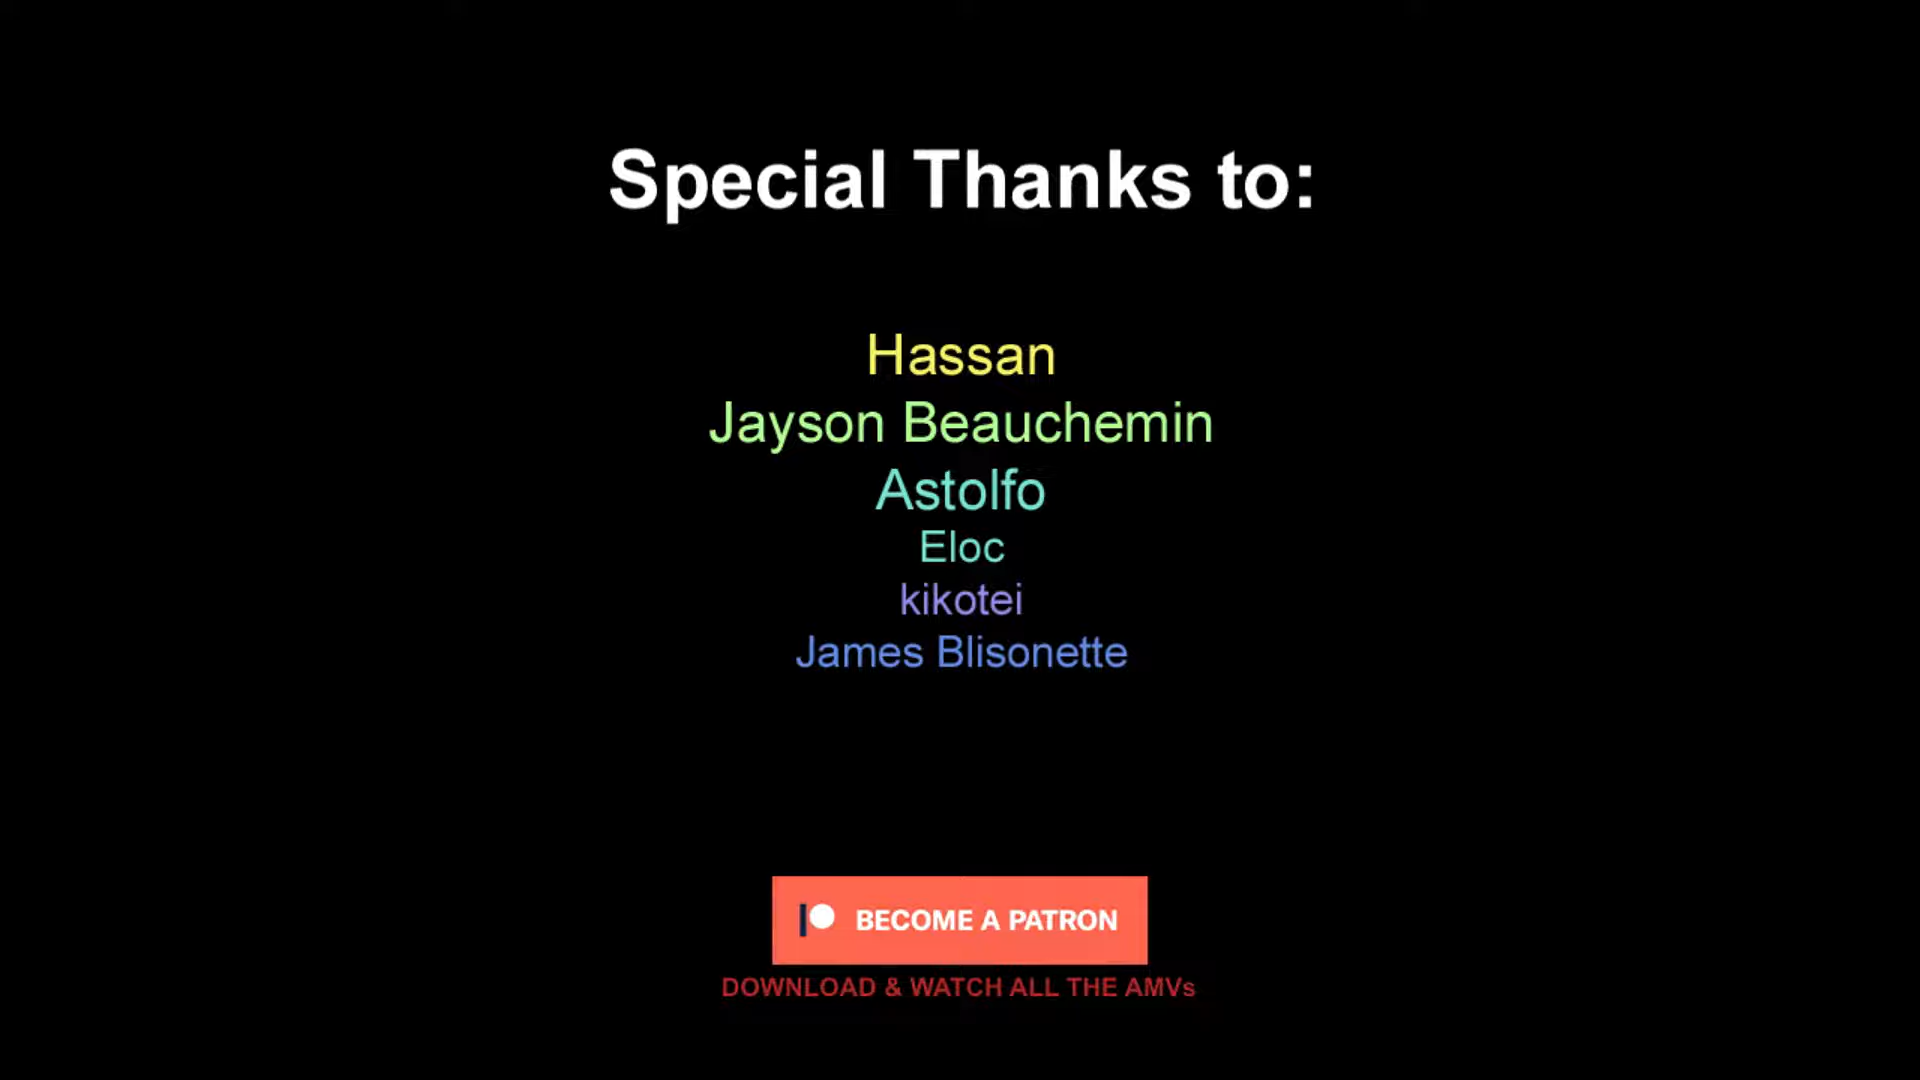 Special Thanks to:
Hassan
Jayson Beauchemin
Astolfo
Eloc
kikotei
James Blisonette
BECOME A PATRON
DOWNLOAD & WATCH ALL THE AMVs